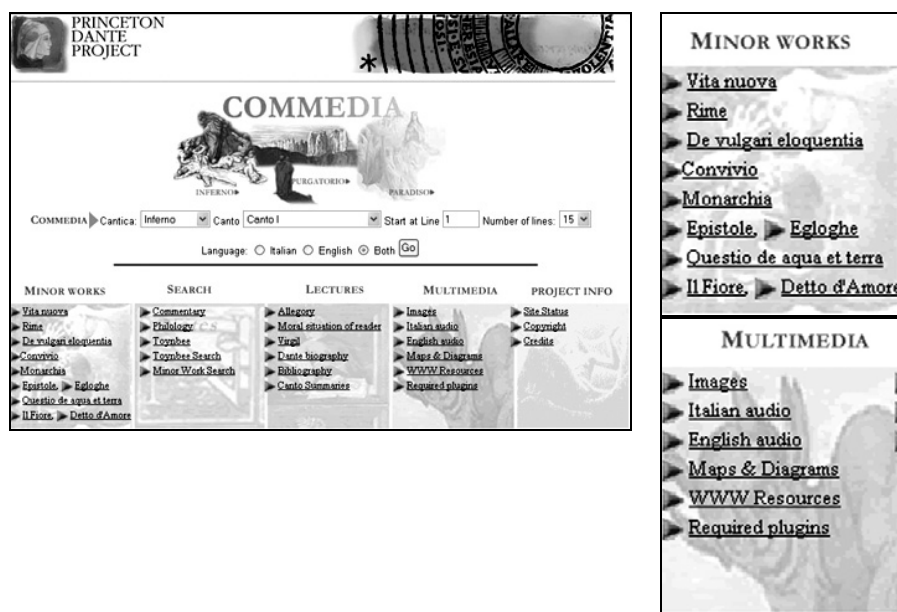 PRINCETON
DANTE
PROJECT
COMMEDIA
INFERNO
PURGATORIO
PARADISO
COMMEDIA Cantica: Inferno Canto Canto I Start at Line 1 Number of lines: 15
Language: Italian English Both Go
MINOR WORKS
Vita nuova
Rime
De vulgari eloquentia
Convivio
Monarchia
Epistole, Egloghe
Questio de aqua et terra
Il Fiore, Detto d'Amore
SEARCH
Commentary
Philology
Toynbee
Toynbee Search
Minor Work Search
LECTURES
Allegory
Moral situation of reader
Virgil
Dante biography
Bibliography
Canto Summaries
MULTIMEDIA
Images
Italian audio
English audio
Maps & Diagrams
WWW Resources
Required plugins
PROJECT INFO
Site Status
Copyright
Credits
MINOR WORKS
Vita nuova
Rime
De vulgari eloquentia
Convivio
Monarchia
Epistole, Egloghe
Questio de aqua et terra
Il Fiore, Detto d'Amore
MULTIMEDIA
Images
Italian audio
English audio
Maps & Diagrams
WWW Resources
Required plugins